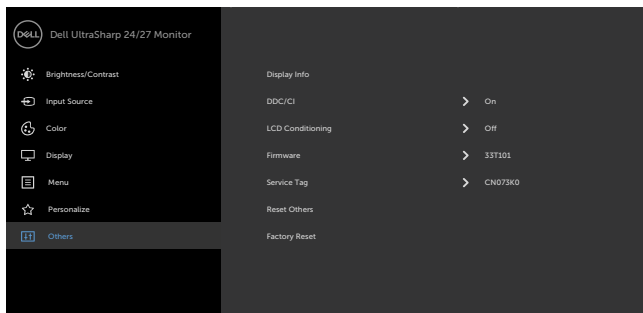 DELL Dell UltraSharp 24/27 Monitor
Brightness/Contrast Display Info
Input Source DDC/CI On
Color LCD Conditioning Off
Display Firmware 33T101
Menu Service Tag CN073K0
Personalize Reset Others
Others Factory Reset